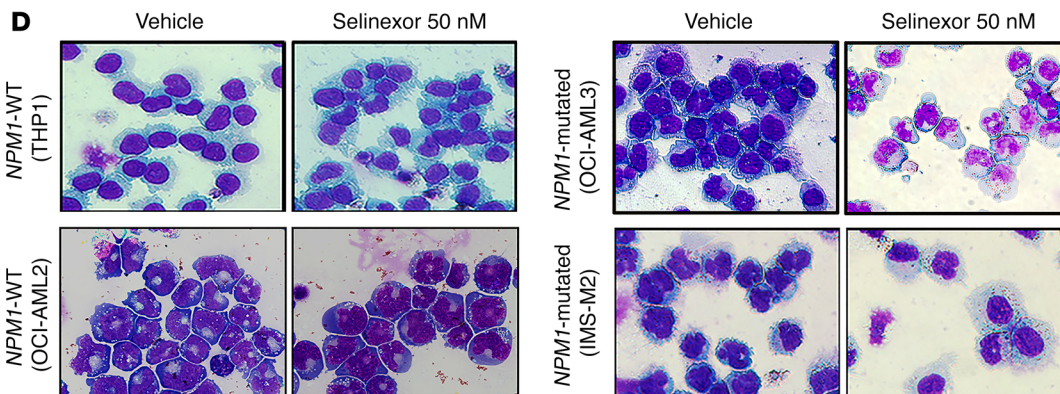 D
Vehicle
Selinexor 50 nM
Vehicle
Selinexor 50 nM
NPM1-WT
(THP1)
NPM1-mutated
(OCI-AML3)
NPM1-WT
(OCI-AML2)
NPM1-mutated
(IMS-M2)